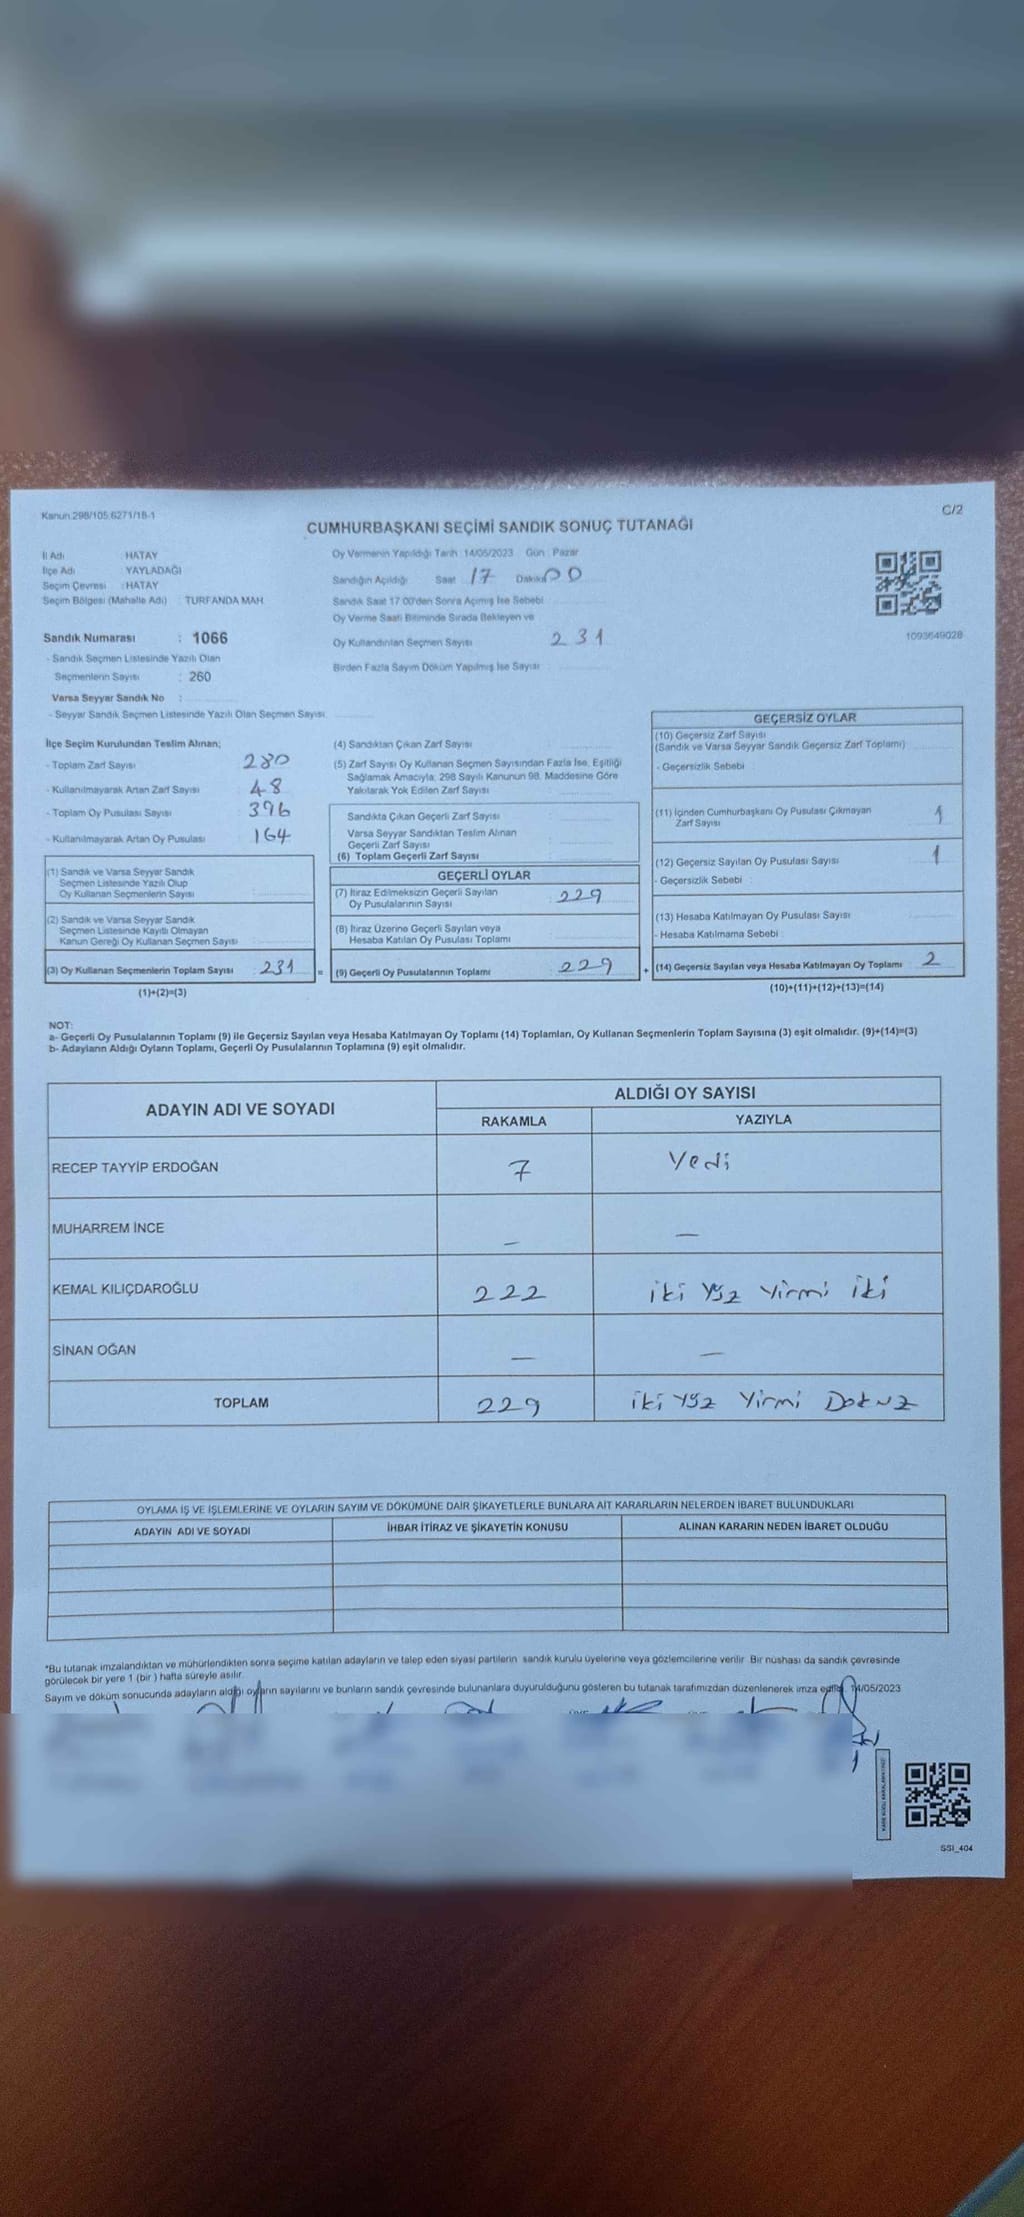 Kanun:298/105.6271/18-1
C/2
CUMHURBAŞKANI SEÇİMİ SANDIK SONUÇ TUTANAĞI
İl Adı : HATAY
İlçe Adı : YAYLADAĞI
Seçim Çevresi : HATAY
Seçim Bölgesi (Mahalle Adı) : TURFANDA MAH.
Sandık Numarası : 1066
- Sandık Seçmen Listesinde Yazılı Olan
Seçmenlerin Sayısı : 260
Varsa Seyyar Sandık No :
- Seyyar Sandık Seçmen Listesinde Yazılı Olan Seçmen Sayısı
Oy Vermenin Yapıldığı Tarih : 14/05/2023 Gün : Pazar
Sandığın Açıldığı Saat 17 Dakika 00
Sandık Saat 17:00'den Sonra Açımış İse Sebebi
Oy Verme Saati Bitiminde Sırada Bekleyen ve
Oy Kullandırılan Seçmen Sayısı 231
Birden Fazla Sayım Döküm Yapılmış İse Sayısı
1093649028
İlçe Seçim Kurulundan Teslim Alınan;
- Toplam Zarf Sayısı 280
- Kullanılmayarak Artan Zarf Sayısı 48
- Toplam Oy Pusulası Sayısı 396
- Kullanılmayarak Artan Oy Pusulası 164
(1) Sandık ve Varsa Seyyar Sandık
Seçmen Listesinde Yazılı Olup
Oy Kullanan Seçmenlerin Sayısı
(2) Sandık ve Varsa Seyyar Sandık
Seçmen Listesinde Kayıtlı Olmayan
Kanun Gereği Oy Kullanan Seçmen Sayısı
(3) Oy Kullanan Seçmenlerin Toplam Sayısı 231 =
(1)+(2)=(3)
(4) Sandıktan Çıkan Zarf Sayısı
(5) Zarf Sayısı Oy Kullanan Seçmen Sayısından Fazla İse, Eşitliği
Sağlamak Amacıyla, 298 Sayılı Kanunun 98. Maddesine Göre
Yakılarak Yok Edilen Zarf Sayısı
Sandıkta Çıkan Geçerli Zarf Sayısı
Varsa Seyyar Sandıktan Teslim Alınan
Geçerli Zarf Sayısı
(6) Toplam Geçerli Zarf Sayısı
GEÇERLİ OYLAR
(7) İtiraz Edilmeksizin Geçerli Sayılan
Oy Pusulalarının Sayısı 229
(8) İtiraz Üzerine Geçerli Sayılan veya
Hesaba Katılan Oy Pusulası Toplamı
(9) Geçerli Oy Pusulalarının Toplamı 229 +
GEÇERSİZ OYLAR
(10) Geçersiz Zarf Sayısı
(Sandık ve Varsa Seyyar Sandık Geçersiz Zarf Toplamı)
- Geçersizlik Sebebi
(11) İçinden Cumhurbaşkanı Oy Pusulası Çıkmayan
Zarf Sayısı 1
(12) Geçersiz Sayılan Oy Pusulası Sayısı 1
- Geçersizlik Sebebi
(13) Hesaba Katılmayan Oy Pusulası Sayısı
- Hesaba Katılmama Sebebi
(14) Geçersiz Sayılan veya Hesaba Katılmayan Oy Toplamı 2
(10)+(11)+(12)+(13)=(14)
NOT:
a- Geçerli Oy Pusulalarının Toplamı (9) ile Geçersiz Sayılan veya Hesaba Katılmayan Oy Toplamı (14) Toplamları, Oy Kullanan Seçmenlerin Toplam Sayısına (3) eşit olmalıdır. (9)+(14)=(3)
b- Adayların Aldığı Oyların Toplamı, Geçerli Oy Pusulalarının Toplamına (9) eşit olmalıdır.
ADAYIN ADI VE SOYADI
ALDIĞI OY SAYISI
RAKAMLA YAZIYLA
RECEP TAYYİP ERDOĞAN 7 Yedi
MUHARREM İNCE — —
KEMAL KILIÇDAROĞLU 222 iki yüz yirmi iki
SİNAN OĞAN — —
TOPLAM 229 iki yüz yirmi Dokuz
OYLAMA İŞ VE İŞLEMLERİNE VE OYLARIN SAYIM VE DÖKÜMÜNE DAİR ŞİKAYETLERLE BUNLARA AİT KARARLARIN NELERDEN İBARET BULUNDUKLARI
ADAYIN ADI VE SOYADI İHBAR İTİRAZ VE ŞİKAYETİN KONUSU ALINAN KARARIN NEDEN İBARET OLDUĞU
*Bu tutanak imzalandıktan ve mühürlendikten sonra seçime katılan adayların ve talep eden siyasi partilerin sandık kurulu üyelerine veya gözlemcilerine verilir. Bir nüshası da sandık çevresinde
görülecek bir yere 1 (bir ) hafta süreyle asılır.
Sayım ve döküm sonucunda adayların aldığı oyların sayılarını ve bunların sandık çevresinde bulunanlara duyurulduğunu gösteren bu tutanak tarafımızdan düzenlenerek imza edildi. 14/05/2023
SSI_404